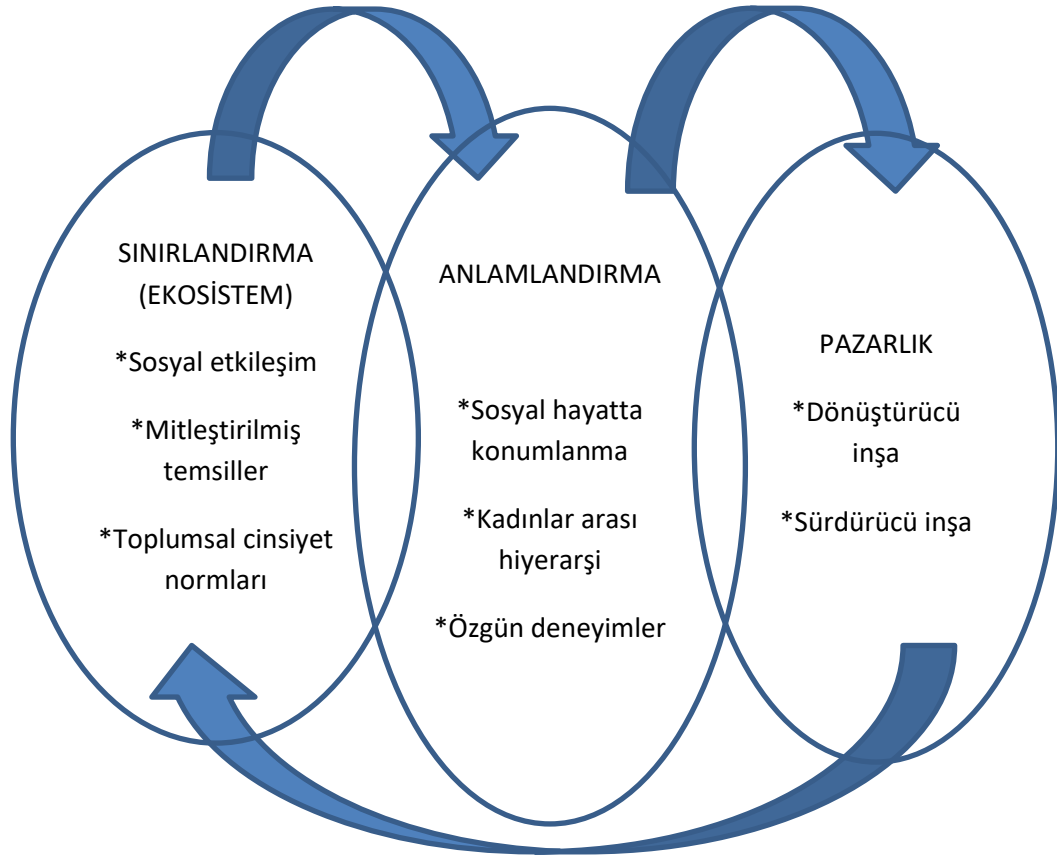 SINIRLANDIRMA
(EKOSİSTEM)
*Sosyal etkileşim
*Mitleştirilmiş
temsiller
*Toplumsal cinsiyet
normları
ANLAMLANDIRMA
*Sosyal hayatta
konumlanma
*Kadınlar arası
hiyerarşi
*Özgün deneyimler
PAZARLIK
*Dönüştürücü
inşa
*Sürdürücü inşa